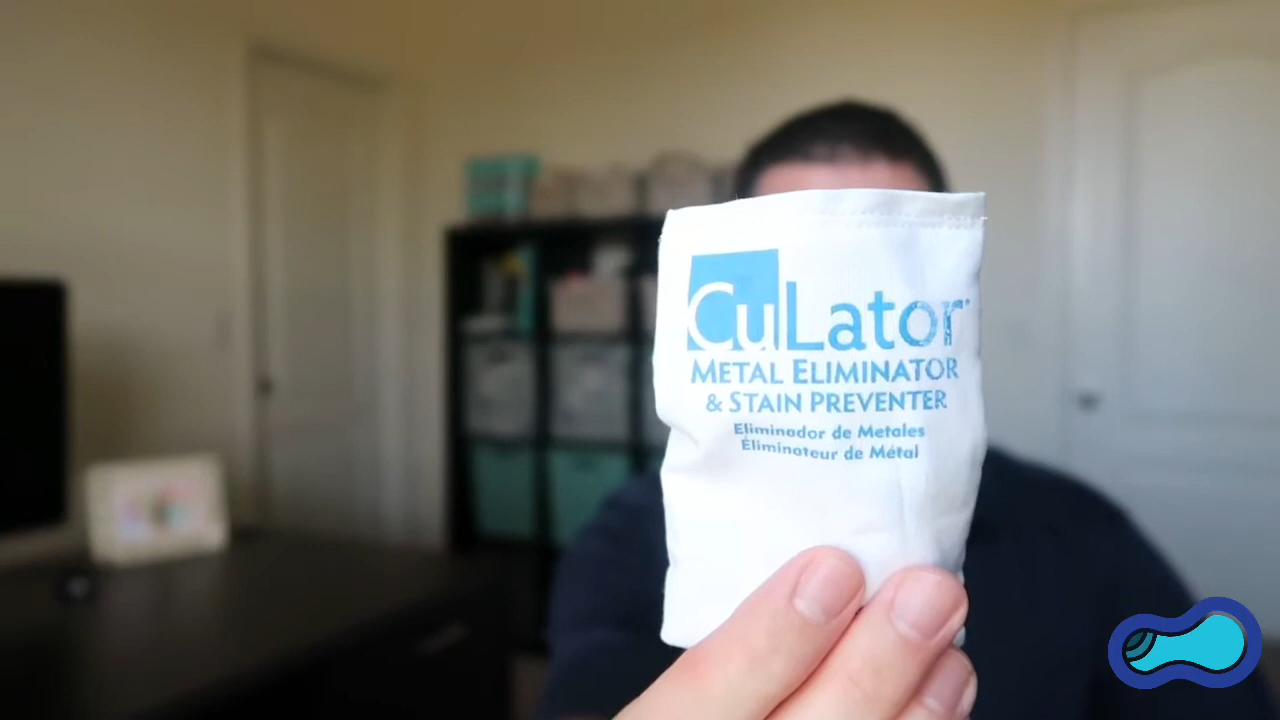 CuLator
METAL ELIMINATOR
& STAIN PREVENTER
Eliminador de Metales
Éliminateur de Métal